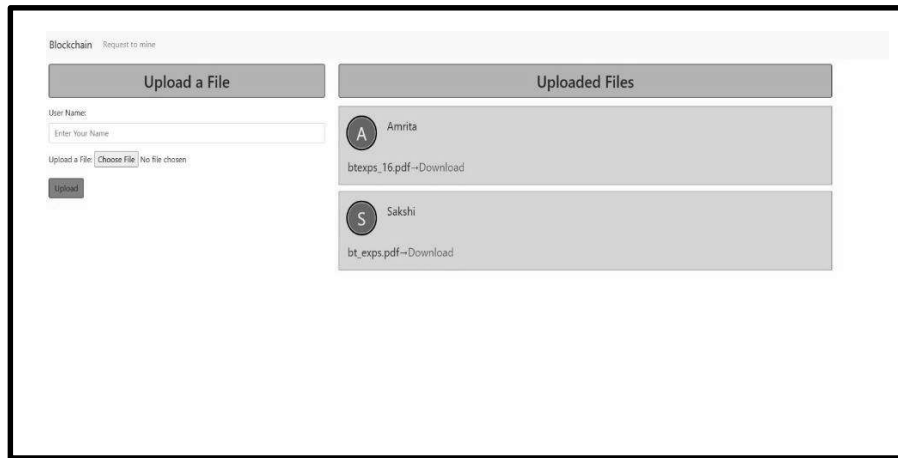 Blockchain Request to mine
Upload a File
User Name:
Enter Your Name
Upload a File: Choose File No file chosen
Upload
Uploaded Files
A Amrita
btexps_16.pdf→Download
S Sakshi
bt_exps.pdf→Download